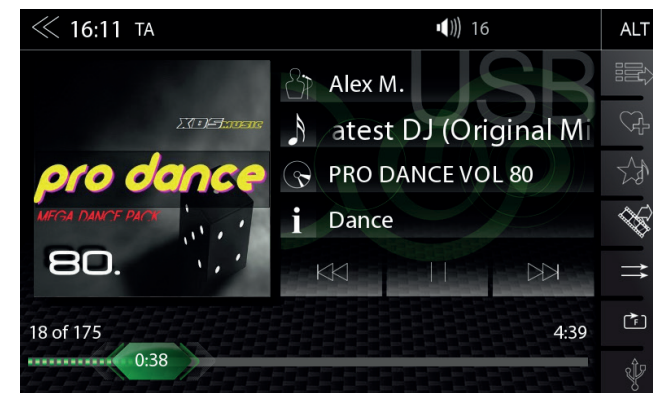 16:11 TA 16 ALT
USB
Alex M.
atest DJ (Original Mi
PRO DANCE VOL 80
i Dance
XBS MUSIC
pro dance
MEGA DANCE PACK
80.
18 of 175 4:39
0:38
F